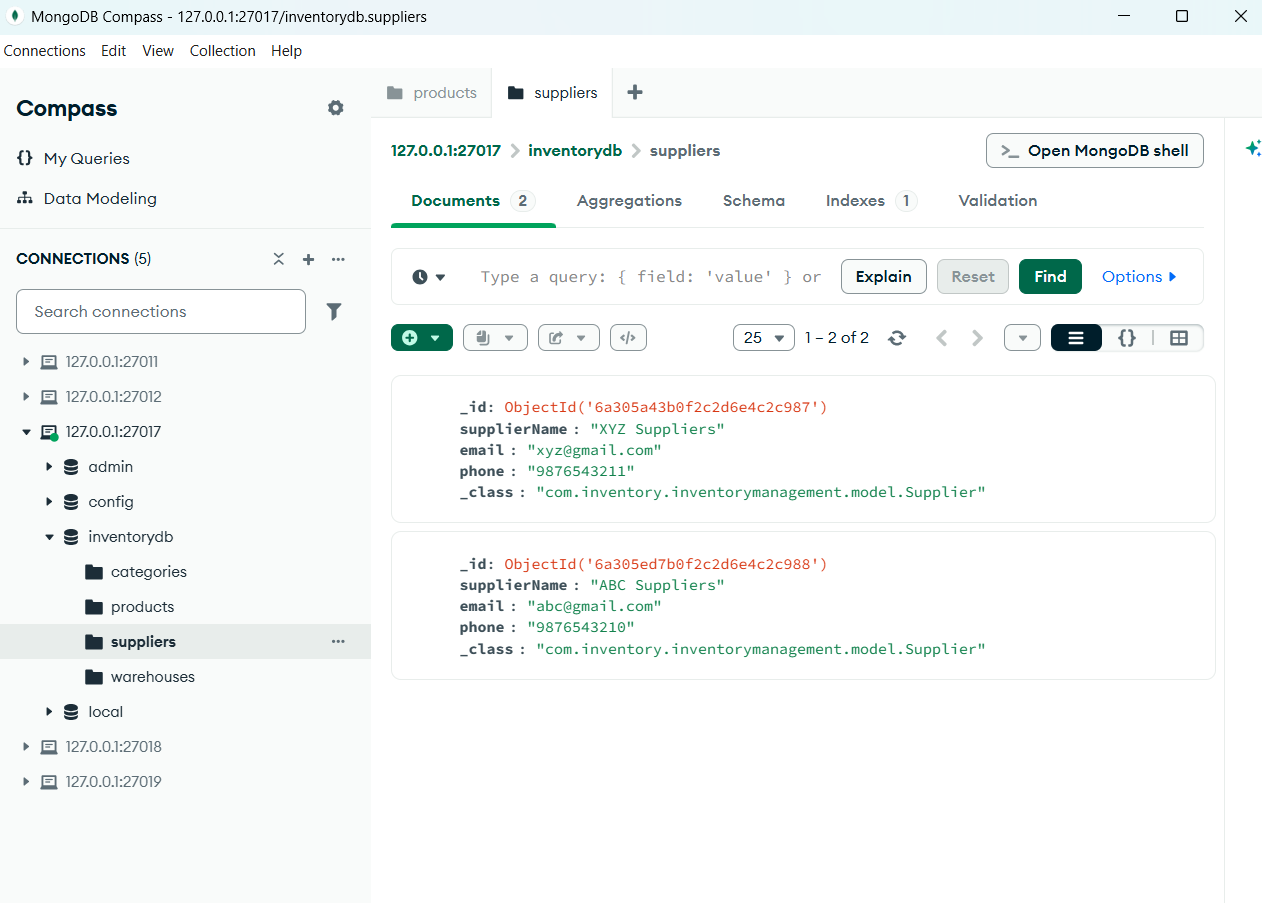 MongoDB Compass - 127.0.0.1:27017/inventorydb.suppliers
Connections Edit View Collection Help
Compass
My Queries
Data Modeling
CONNECTIONS (5)
Search connections
127.0.0.1:27011
127.0.0.1:27012
127.0.0.1:27017
admin
config
inventorydb
categories
products
suppliers
warehouses
local
127.0.0.1:27018
127.0.0.1:27019
products suppliers
127.0.0.1:27017 inventorydb suppliers
>_ Open MongoDB shell
Documents 2 Aggregations Schema Indexes 1 Validation
Type a query: { field: 'value' } or Explain Reset Find Options
25 1 – 2 of 2
_id: ObjectId('6a305a43b0f2c2d6e4c2c987')
supplierName : "XYZ Suppliers"
email : "xyz@gmail.com"
phone : "9876543211"
_class : "com.inventory.inventorymanagement.model.Supplier"
_id: ObjectId('6a305ed7b0f2c2d6e4c2c988')
supplierName : "ABC Suppliers"
email : "abc@gmail.com"
phone : "9876543210"
_class : "com.inventory.inventorymanagement.model.Supplier"